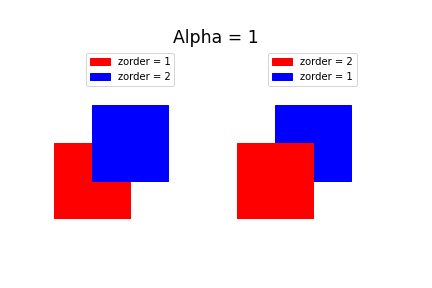 Alpha = 1
zorder = 1
zorder = 2
zorder = 2
zorder = 1